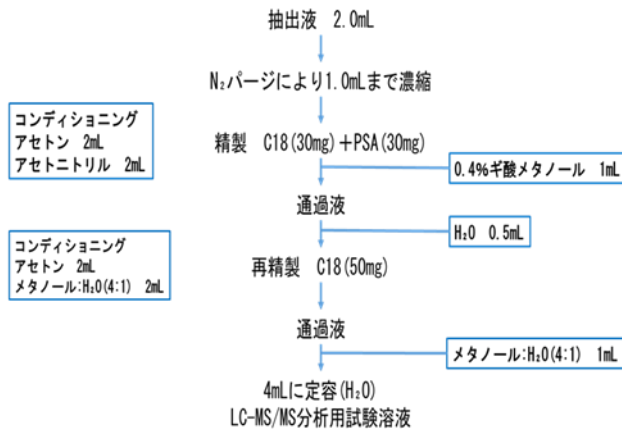 抽出液 2.0mL
N₂パージにより1.0mLまで濃縮
コンディショニング
アセトン 2mL
アセトニトリル 2mL
精製 C18(30mg)+PSA(30mg)
0.4%ギ酸メタノール 1mL
通過液
H₂O 0.5mL
コンディショニング
アセトン 2mL
メタノール:H₂O(4:1) 2mL
再精製 C18(50mg)
通過液
メタノール:H₂O(4:1) 1mL
4mLに定容(H₂O)
LC-MS/MS分析用試験溶液